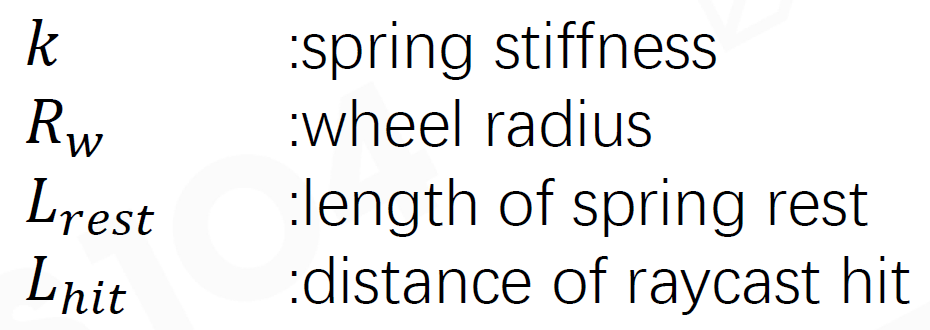 k :spring stiffness
R_w :wheel radius
L_rest :length of spring rest
L_hit :distance of raycast hit